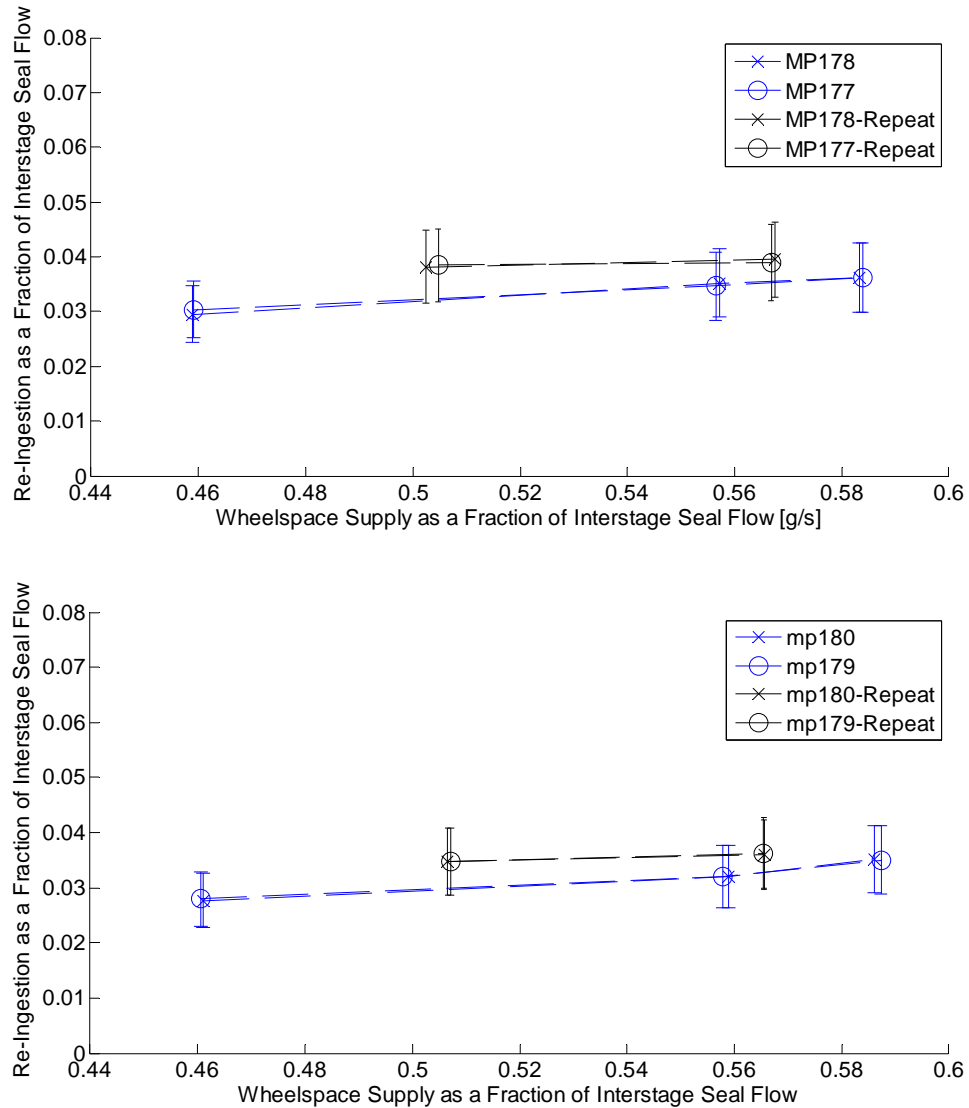 0.08
0.07
0.06
0.05
0.04
0.03
0.02
0.01
0
Re-Ingestion as a Fraction of Interstage Seal Flow
MP178
MP177
MP178-Repeat
MP177-Repeat
0.44 0.46 0.48 0.5 0.52 0.54 0.56 0.58 0.6
Wheelspace Supply as a Fraction of Interstage Seal Flow [g/s]
0.08
0.07
0.06
0.05
0.04
0.03
0.02
0.01
0
Re-Ingestion as a Fraction of Interstage Seal Flow
mp180
mp179
mp180-Repeat
mp179-Repeat
0.44 0.46 0.48 0.5 0.52 0.54 0.56 0.58 0.6
Wheelspace Supply as a Fraction of Interstage Seal Flow